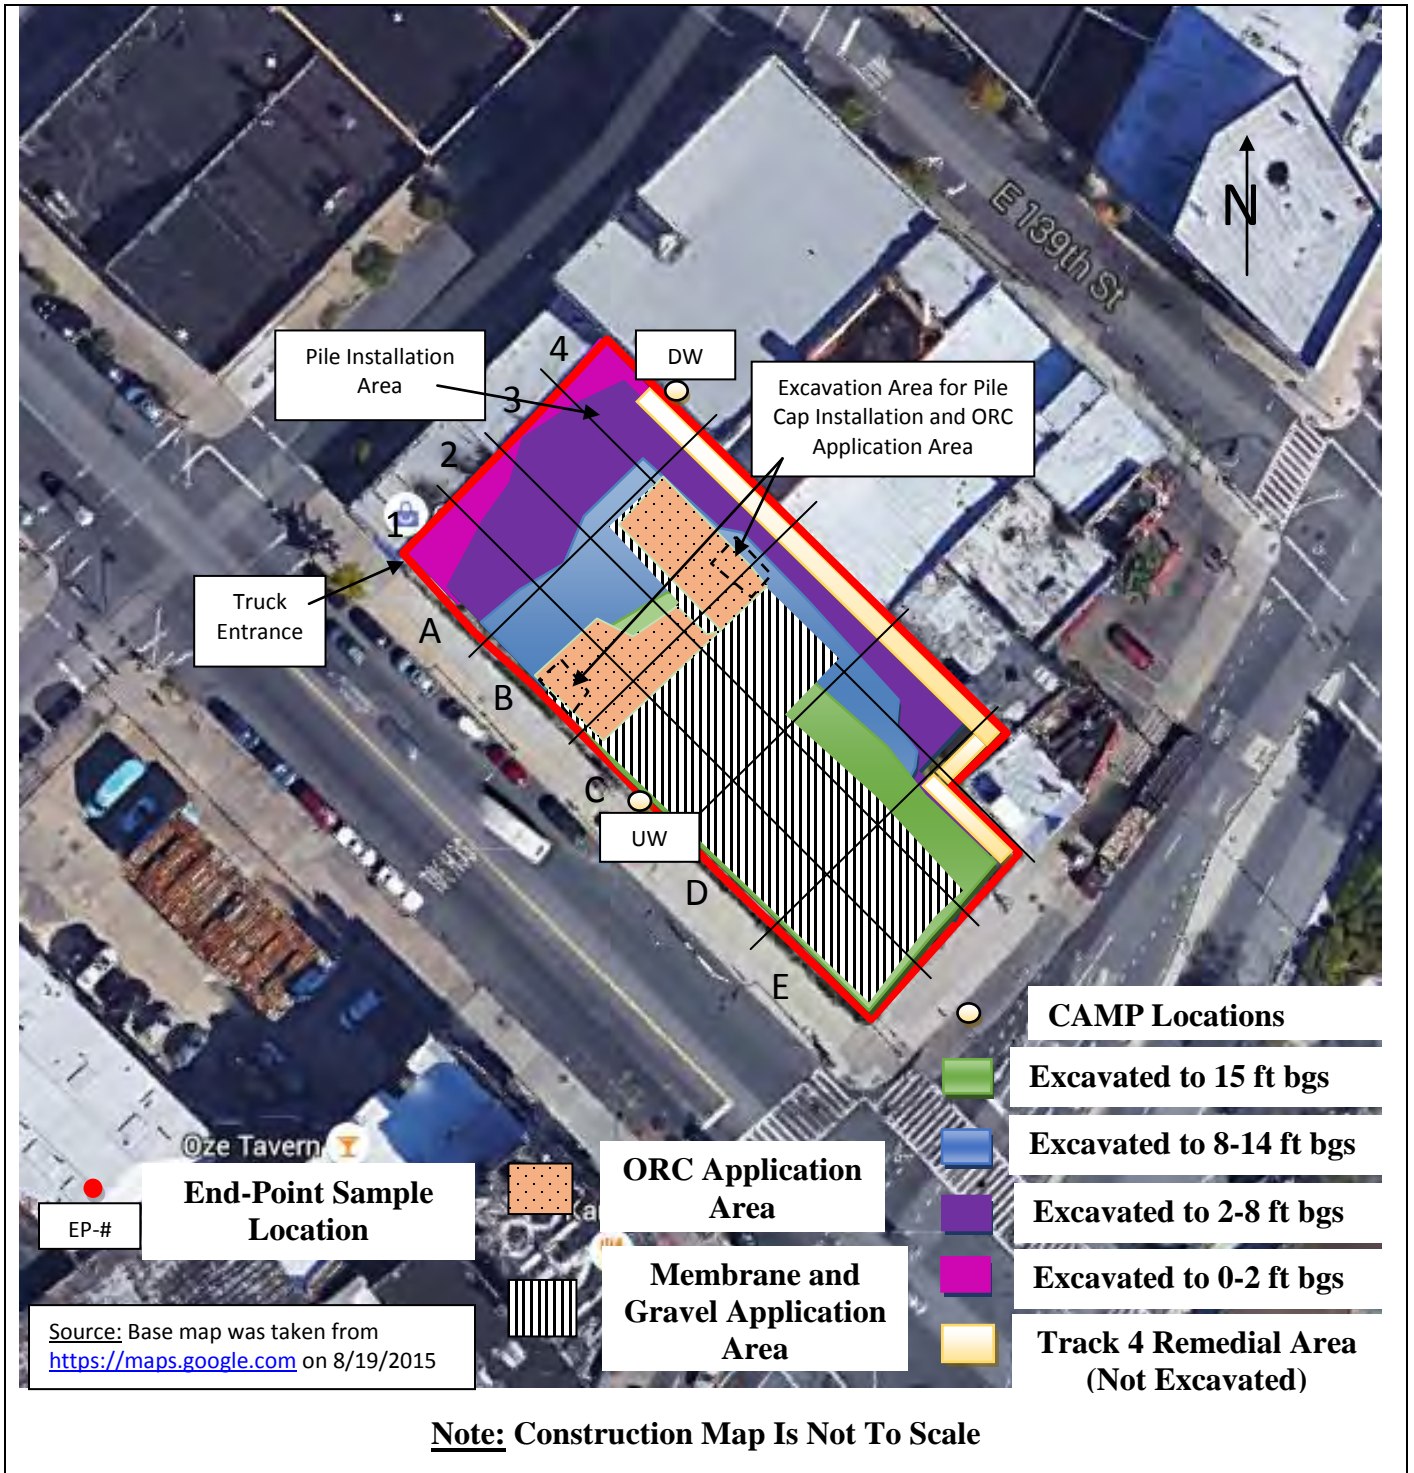 E 139th St
N
Pile Installation
Area
4
DW
3
Excavation Area for Pile
Cap Installation and ORC
Application Area
2
1
Truck
Entrance
A
B
C
UW
D
E
CAMP Locations
Excavated to 15 ft bgs
Excavated to 8-14 ft bgs
Excavated to 2-8 ft bgs
Excavated to 0-2 ft bgs
Track 4 Remedial Area
(Not Excavated)
Oze Tavern
ORC Application
Area
End-Point Sample
Location
EP-#
Membrane and
Gravel Application
Area
Source: Base map was taken from
https://maps.google.com on 8/19/2015
Note: Construction Map Is Not To Scale